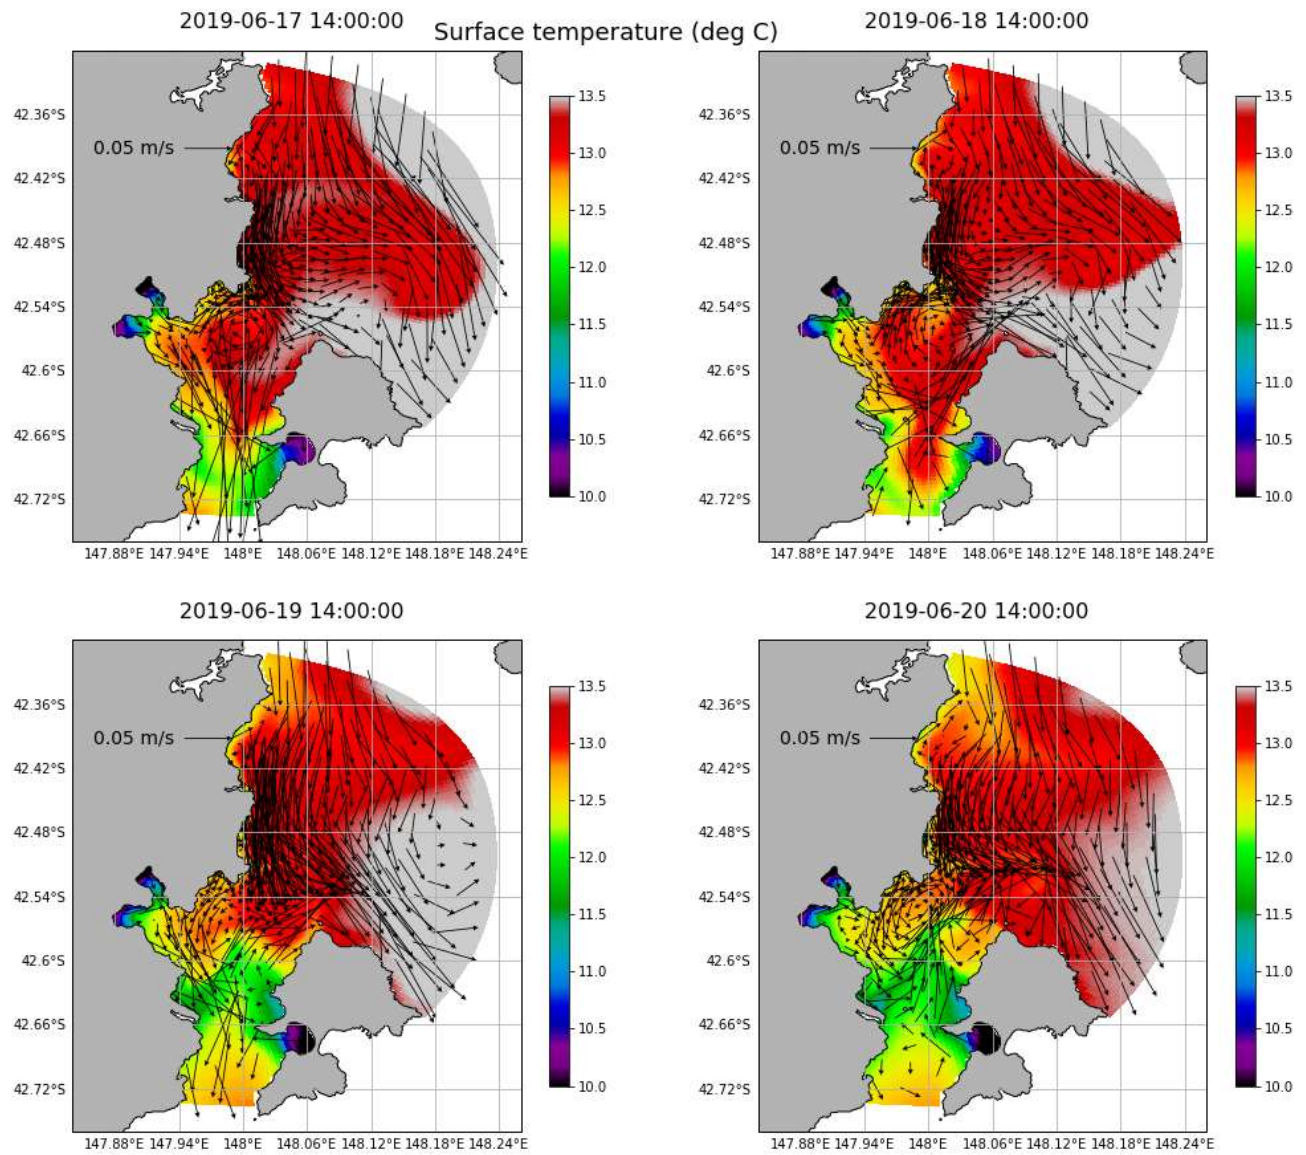 2019-06-17 14:00:00
Surface temperature (deg C)
2019-06-18 14:00:00
42.36°S
42.42°S
42.48°S
42.54°S
42.6°S
42.66°S
42.72°S
0.05 m/s
147.88°E 147.94°E 148°E 148.06°E 148.12°E 148.18°E 148.24°E
13.5
13.0
12.5
12.0
11.5
11.0
10.5
10.0
42.36°S
42.42°S
42.48°S
42.54°S
42.6°S
42.66°S
42.72°S
0.05 m/s
147.88°E 147.94°E 148°E 148.06°E 148.12°E 148.18°E 148.24°E
13.5
13.0
12.5
12.0
11.5
11.0
10.5
10.0
2019-06-19 14:00:00
42.36°S
42.42°S
42.48°S
42.54°S
42.6°S
42.66°S
42.72°S
0.05 m/s
147.88°E 147.94°E 148°E 148.06°E 148.12°E 148.18°E 148.24°E
13.5
13.0
12.5
12.0
11.5
11.0
10.5
10.0
2019-06-20 14:00:00
42.36°S
42.42°S
42.48°S
42.54°S
42.6°S
42.66°S
42.72°S
0.05 m/s
147.88°E 147.94°E 148°E 148.06°E 148.12°E 148.18°E 148.24°E
13.5
13.0
12.5
12.0
11.5
11.0
10.5
10.0